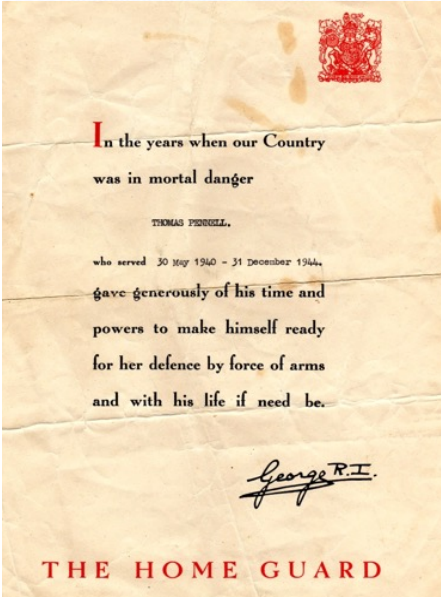 In the years when our Country
was in mortal danger
THOMAS PENNELL.
who served 30 May 1940 - 31 December 1944.
gave generously of his time and
powers to make himself ready
for her defence by force of arms
and with his life if need be.
George R.I.
THE HOME GUARD